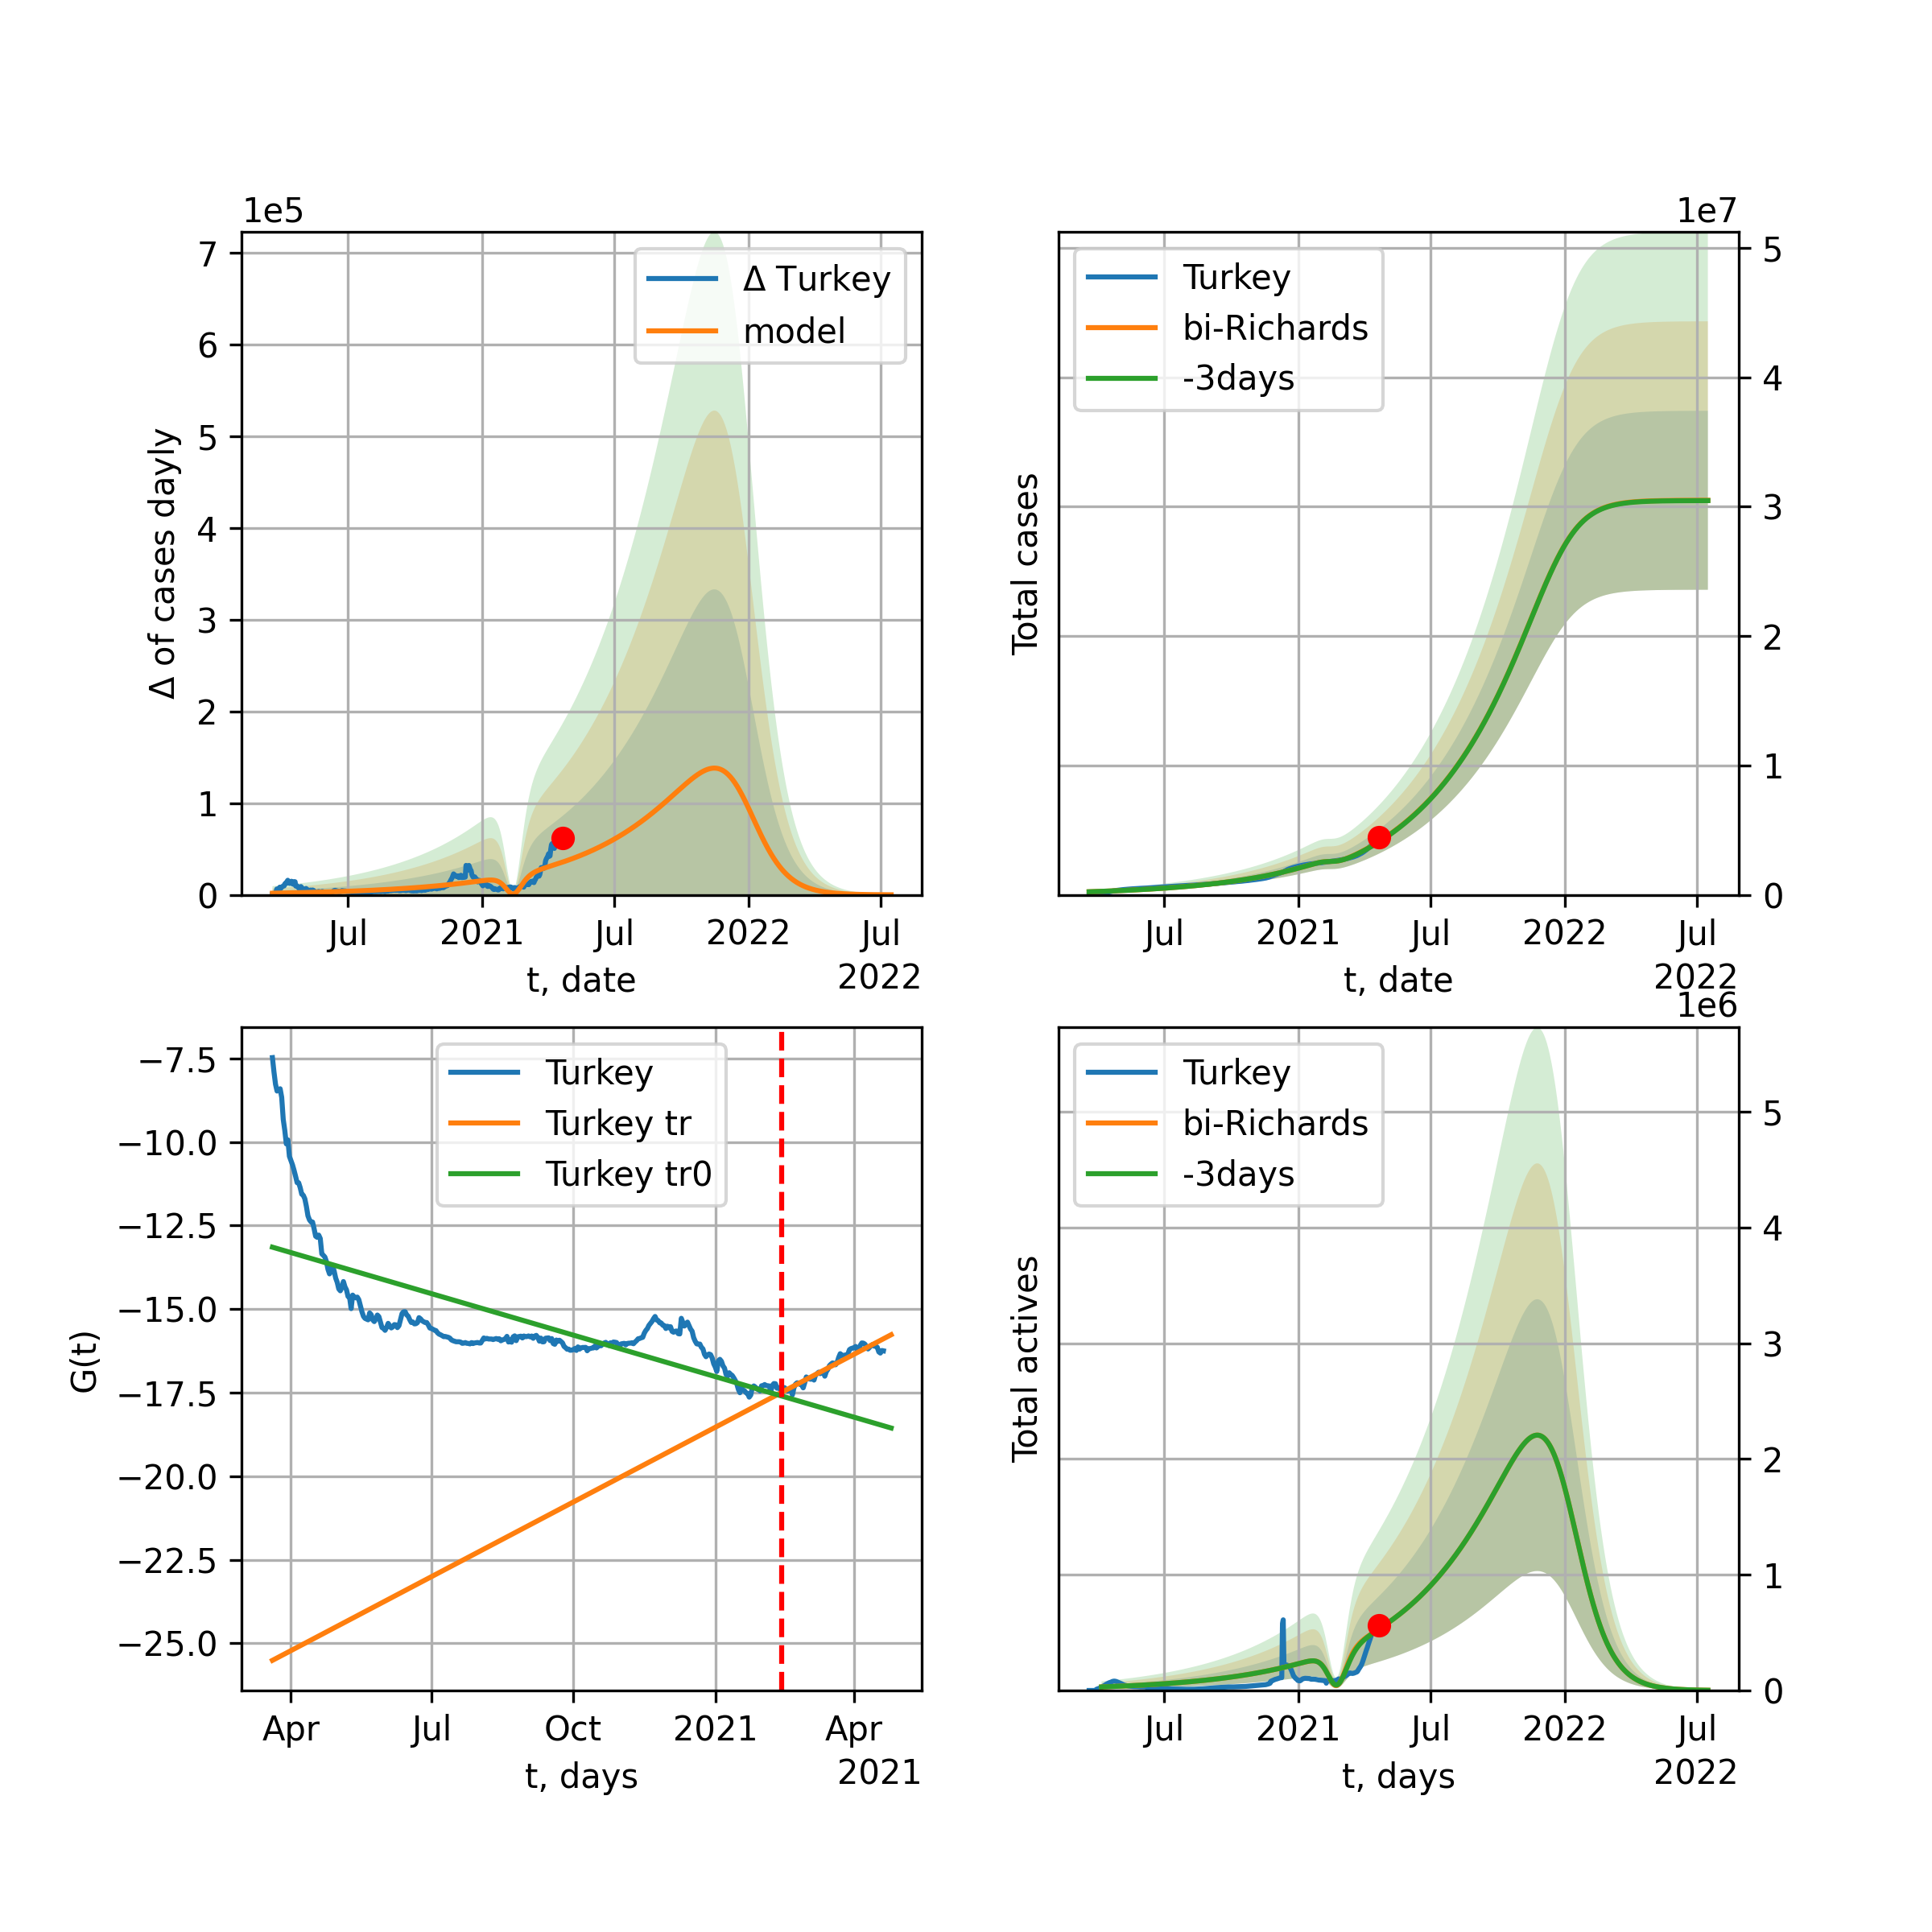 1e5
7
6
5
4
3
2
1
0
Δ of cases dayly
Δ Turkey
model
Jul
2021
Jul
2022
Jul
t, date
2022
1e7
5
4
3
2
1
0
Total cases
Turkey
bi-Richards
-3days
Jul
2021
Jul
2022
Jul
t, date
2022
−7.5
−10.0
−12.5
−15.0
−17.5
−20.0
−22.5
−25.0
G(t)
Turkey
Turkey tr
Turkey tr0
Apr
Jul
Oct
2021
Apr
t, days
2021
1e6
5
4
3
2
1
0
Total actives
Turkey
bi-Richards
-3days
Jul
2021
Jul
2022
Jul
t, days
2022